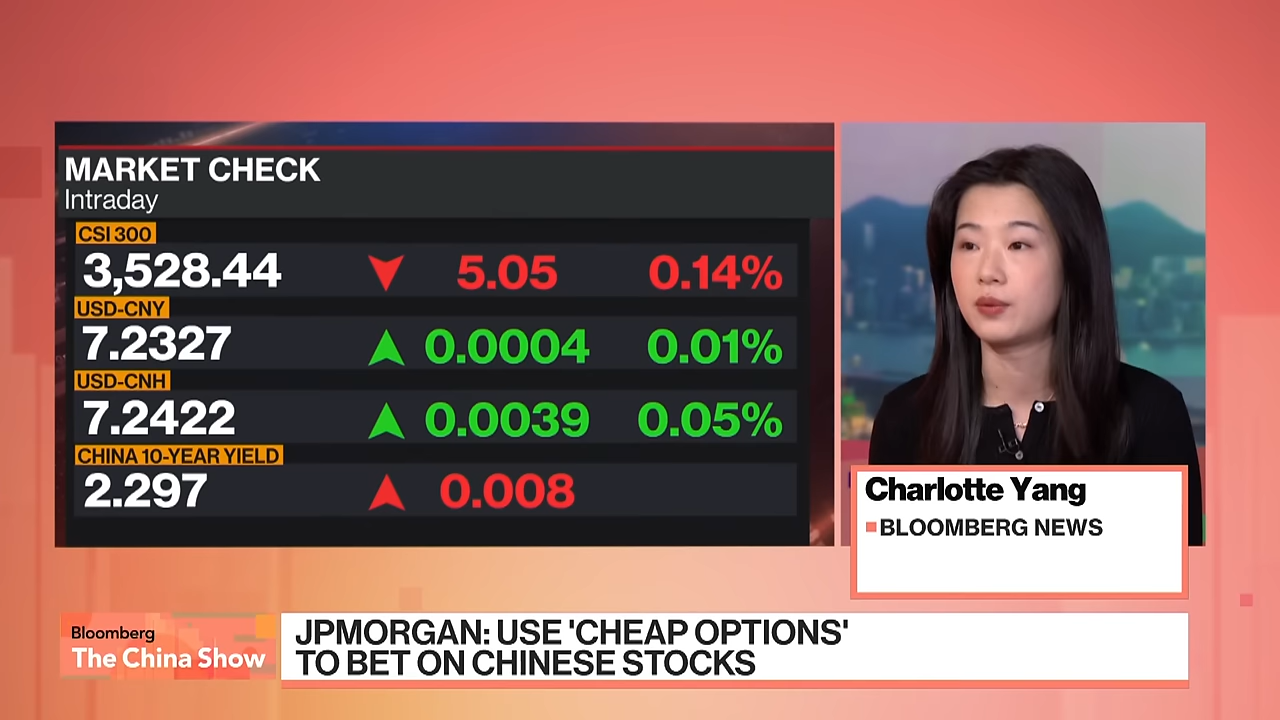 MARKET CHECK
Intraday
CSI 300
3,528.44 ▼ 5.05 0.14%
USD-CNY
7.2327 ▲ 0.0004 0.01%
USD-CNH
7.2422 ▲ 0.0039 0.05%
CHINA 10-YEAR YIELD
2.297 ▲ 0.008
Charlotte Yang
BLOOMBERG NEWS
Bloomberg
The China Show
JPMORGAN: USE 'CHEAP OPTIONS'
TO BET ON CHINESE STOCKS